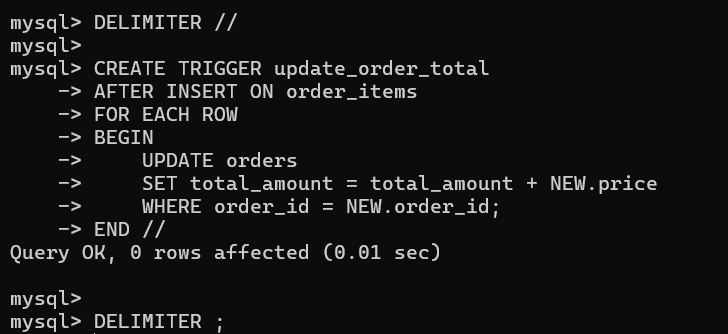 mysql> DELIMITER //
mysql>
mysql> CREATE TRIGGER update_order_total
    -> AFTER INSERT ON order_items
    -> FOR EACH ROW
    -> BEGIN
    ->     UPDATE orders
    ->     SET total_amount = total_amount + NEW.price
    ->     WHERE order_id = NEW.order_id;
    -> END //
Query OK, 0 rows affected (0.01 sec)

mysql>
mysql> DELIMITER ;